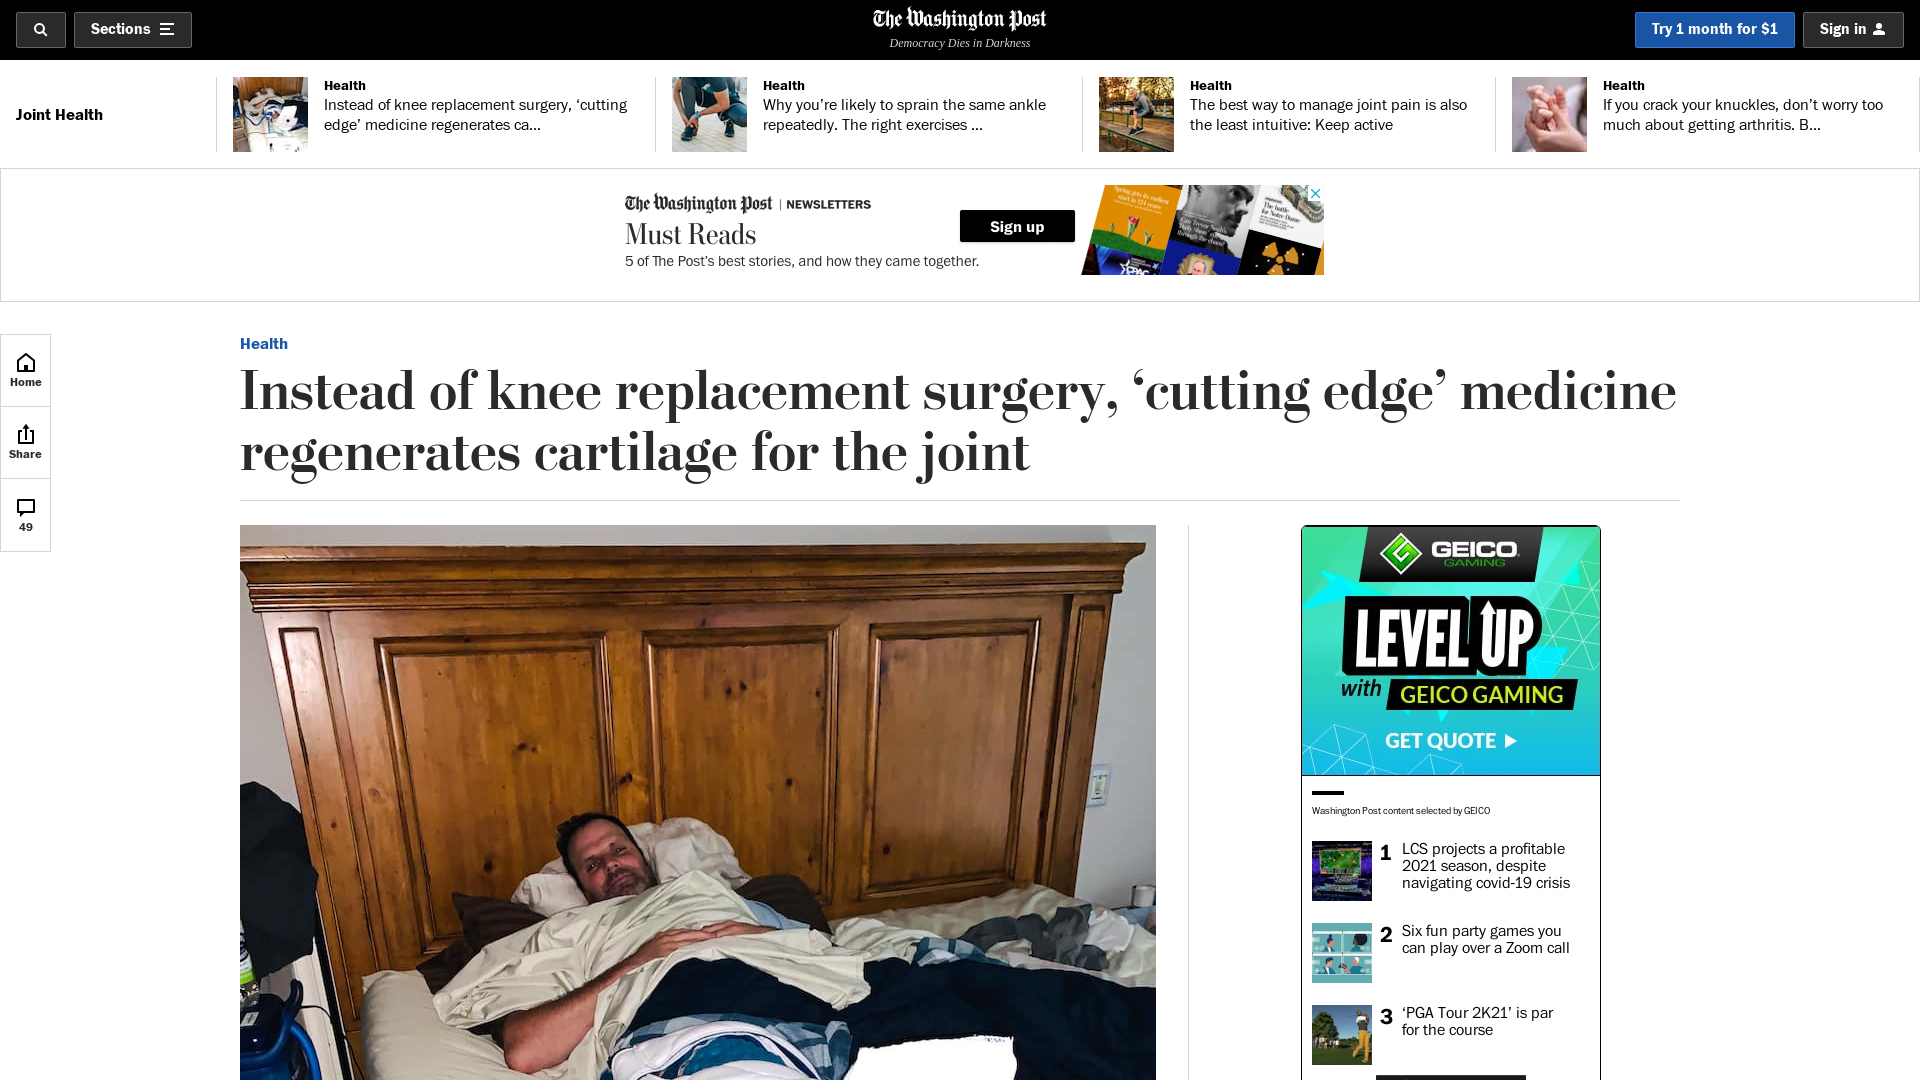 Sections
The Washington Post
Democracy Dies in Darkness
Try 1 month for $1
Sign in
Joint Health
Health
Instead of knee replacement surgery, ‘cutting
edge’ medicine regenerates ca...
Health
Why you’re likely to sprain the same ankle
repeatedly. The right exercises ...
Health
The best way to manage joint pain is also
the least intuitive: Keep active
Health
If you crack your knuckles, don’t worry too
much about getting arthritis. B...
The Washington Post | NEWSLETTERS
Must Reads
5 of The Post’s best stories, and how they came together.
Sign up
Home
Share
49
Health
Instead of knee replacement surgery, ‘cutting edge’ medicine
regenerates cartilage for the joint
GEICO
GAMING
LEVEL UP
with GEICO GAMING
GET QUOTE
Washington Post content selected by GEICO
1 LCS projects a profitable
2021 season, despite
navigating covid-19 crisis
2 Six fun party games you
can play over a Zoom call
3 ‘PGA Tour 2K21’ is par
for the course